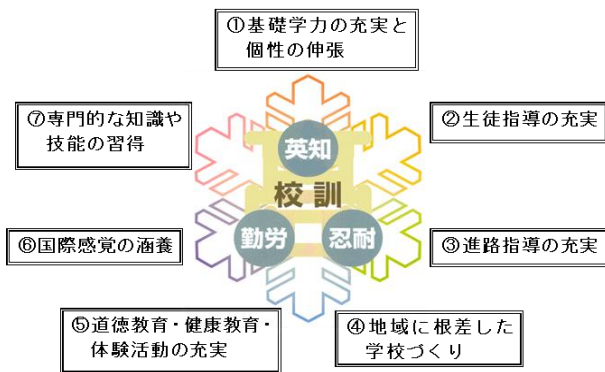 ①基礎学力の充実と
個性の伸張
②生徒指導の充実
③進路指導の充実
④地域に根差した
学校づくり
⑤道徳教育・健康教育・
体験活動の充実
⑥国際感覚の涵養
⑦専門的な知識や
技能の習得
英知
校訓
勤労
忍耐